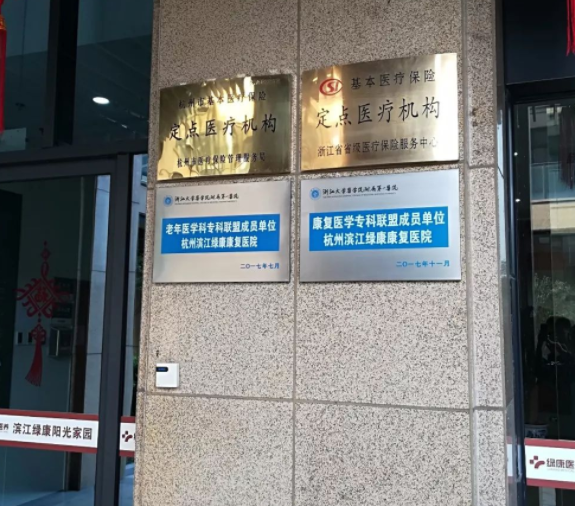 杭州市基本医疗保险
定点医疗机构
杭州市医疗保险管理服务局
基本医疗保险
定点医疗机构
浙江省省级医疗保险服务中心
浙江大学医学院附属第一医院
老年医学科专科联盟成员单位
杭州滨江绿康康复医院
二〇一七年七月
浙江大学医学院附属第一医院
康复医学专科联盟成员单位
杭州滨江绿康康复医院
二〇一七年十一月
滨江绿康阳光家园
绿康医